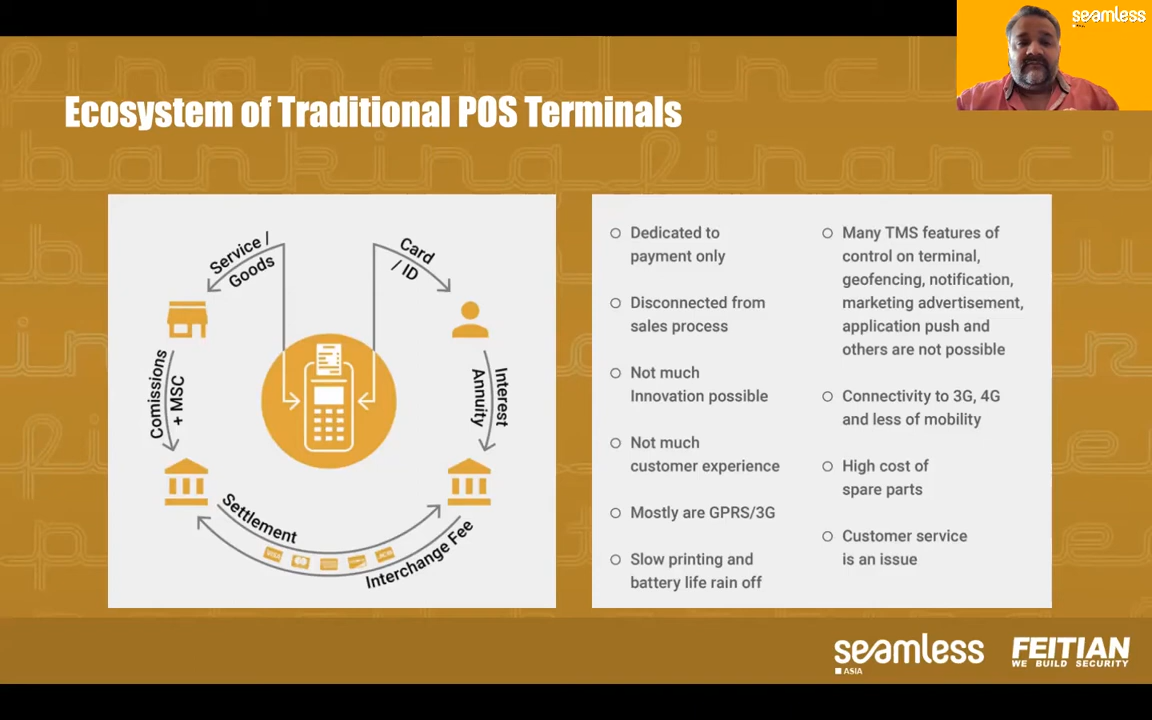 seamless
Ecosystem of Traditional POS Terminals
Service /
Goods
Card
/ ID
Comissions
+ MSC
Interest
Annuity
Settlement
Interchange Fee
Dedicated to
payment only
Disconnected from
sales process
Not much
Innovation possible
Not much
customer experience
Mostly are GPRS/3G
Slow printing and
battery life rain off
Many TMS features of
control on terminal,
geofencing, notification,
marketing advertisement,
application push and
others are not possible
Connectivity to 3G, 4G
and less of mobility
High cost of
spare parts
Customer service
is an issue
seamless
ASIA
FEITIAN
WE BUILD SECURITY